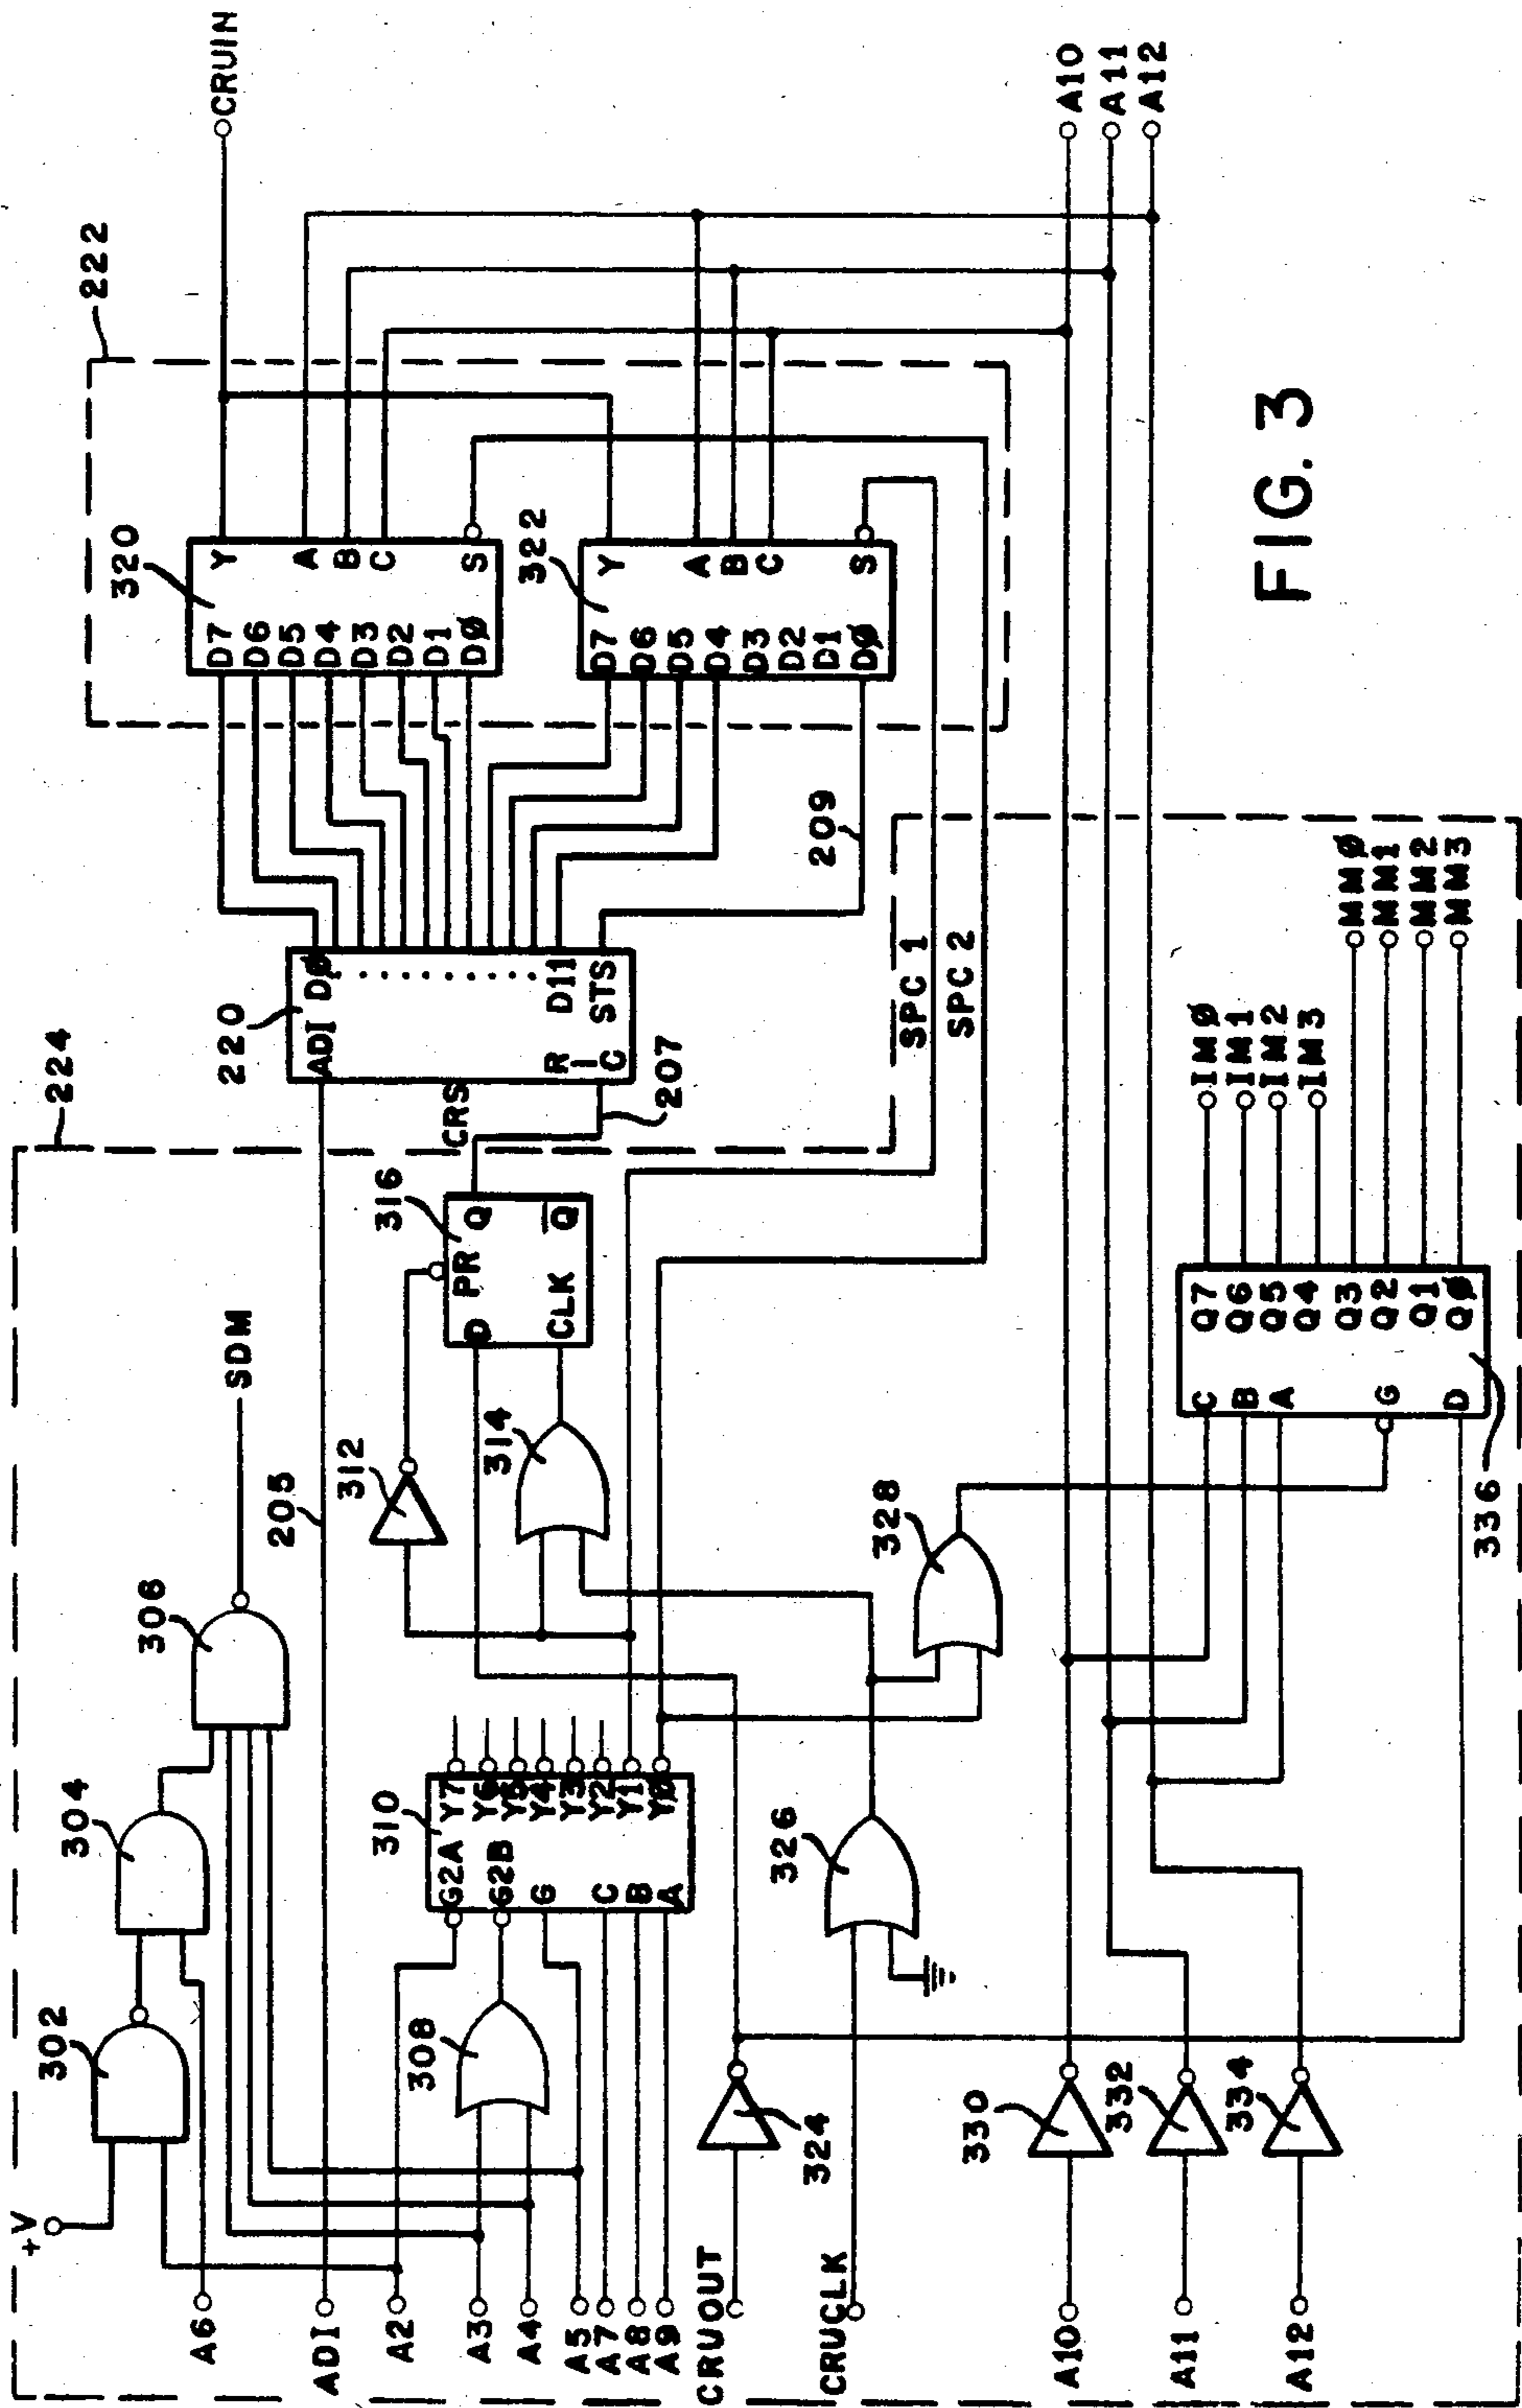 CRUIN
222
320
D7 Y
D6
D5 A
D4 B
D3 C
D2
D1
DØ S
322
D7 Y
D6
D5 A
D4 B
D3 C
D2
D1
DØ S
A10
A11
A12
FIG. 3
209
SPC 1
SPC 2
224
220
ADI DØ
D11
STS
R
I
C
CRS
207
316
PR
D Q
CLK Q
SDM
205
312
314
306
304
302
+V
310
G2A Y7
Y6
G2B Y5
Y4
G Y3
C Y2
B Y1
A YØ
308
326
328
324
330
332
334
336
C Q7
B Q6
A Q5
Q4
Q3
G Q2
Q1
D QØ
IMØ
IM1
IM2
IM3
MMØ
MM1
MM2
MM3
A6
ADI
A2
A3
A4
A5
A7
A8
A9
CRUOUT
CRUCLK
A10
A11
A12